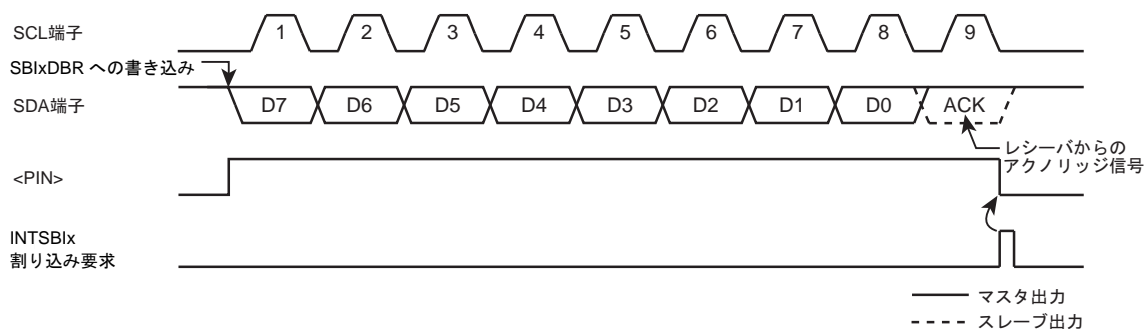 SCL端子
1 2 3 4 5 6 7 8 9
SBIxDBR への書き込み
SDA端子
D7 D6 D5 D4 D3 D2 D1 D0 ACK
レシーバからの
アクノリッジ信号
<PIN>
INTSBIx
割り込み要求
マスタ出力
スレーブ出力